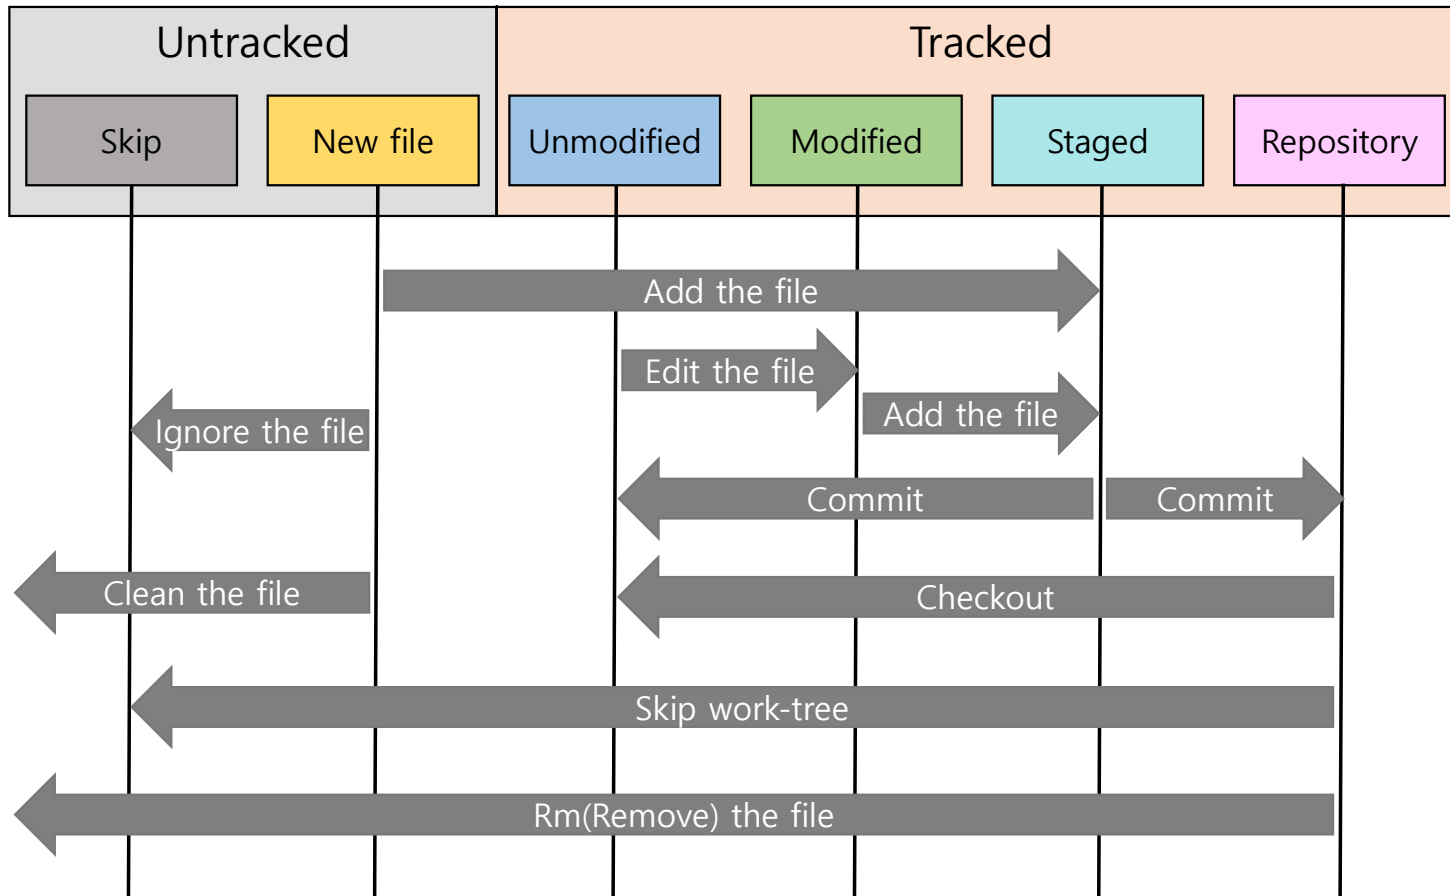 Untracked
Tracked
Skip
New file
Unmodified
Modified
Staged
Repository
Add the file
Edit the file
Add the file
Ignore the file
Commit
Commit
Clean the file
Checkout
Skip work-tree
Rm(Remove) the file